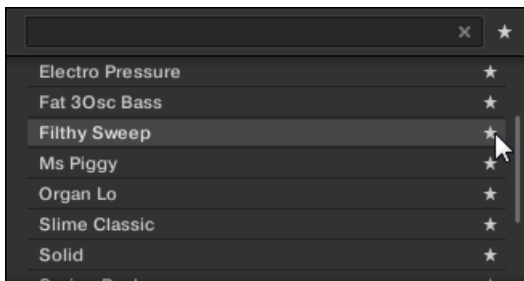 Electro Pressure
Fat 3Osc Bass
Filthy Sweep
Ms Piggy
Organ Lo
Slime Classic
Solid